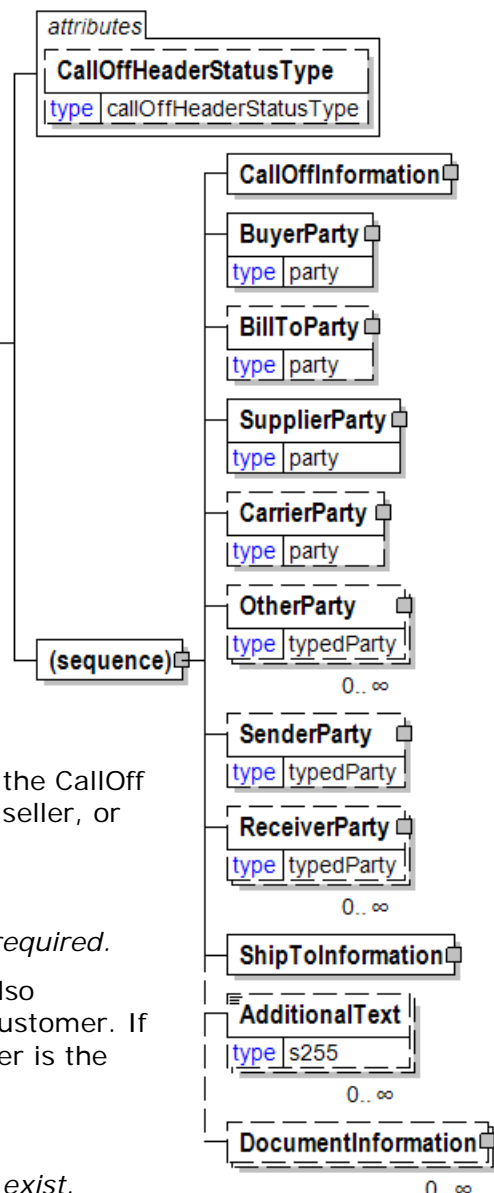 attributes
CallOffHeaderStatusType
type callOffHeaderStatusType
CallOffInformation
BuyerParty
type party
BillToParty
type party
SupplierParty
type party
CarrierParty
type party
OtherParty
type typedParty
0.. ∞
(sequence)
SenderParty
type typedParty
ReceiverParty
type typedParty
0.. ∞
ShipToInformation
AdditionalText
type s255
0.. ∞
DocumentInformation
0.. ∞
the CallOff
seller, or
required.
lso
ustomer. If
er is the
exist.